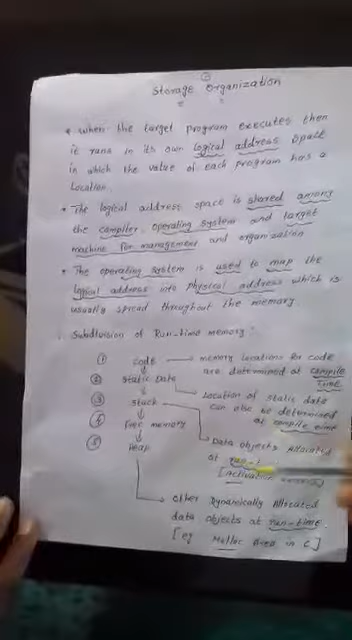 ②
Storage Organization
* When the target program executes then
it runs in its own logical address space
in which the value of each program has a
Location.
* The logical address space is shared among
the compiler, operating system and target
machine for management and organization
* The operating system is used to map the
logical address into physical address which is
usually spread throughout the memory.
Subdivision of Run-time memory:
① code → memory locations for code
are determined at compile
Time
② Static Data
Location of static data
can also be determined
at compile time
③ stack
④ free memory
Data objects Allocated
at run-t
[Activation
⑤ Heap
Other Dynamically Allocated
data objects at run-time.
[eg Malloc Area in C]